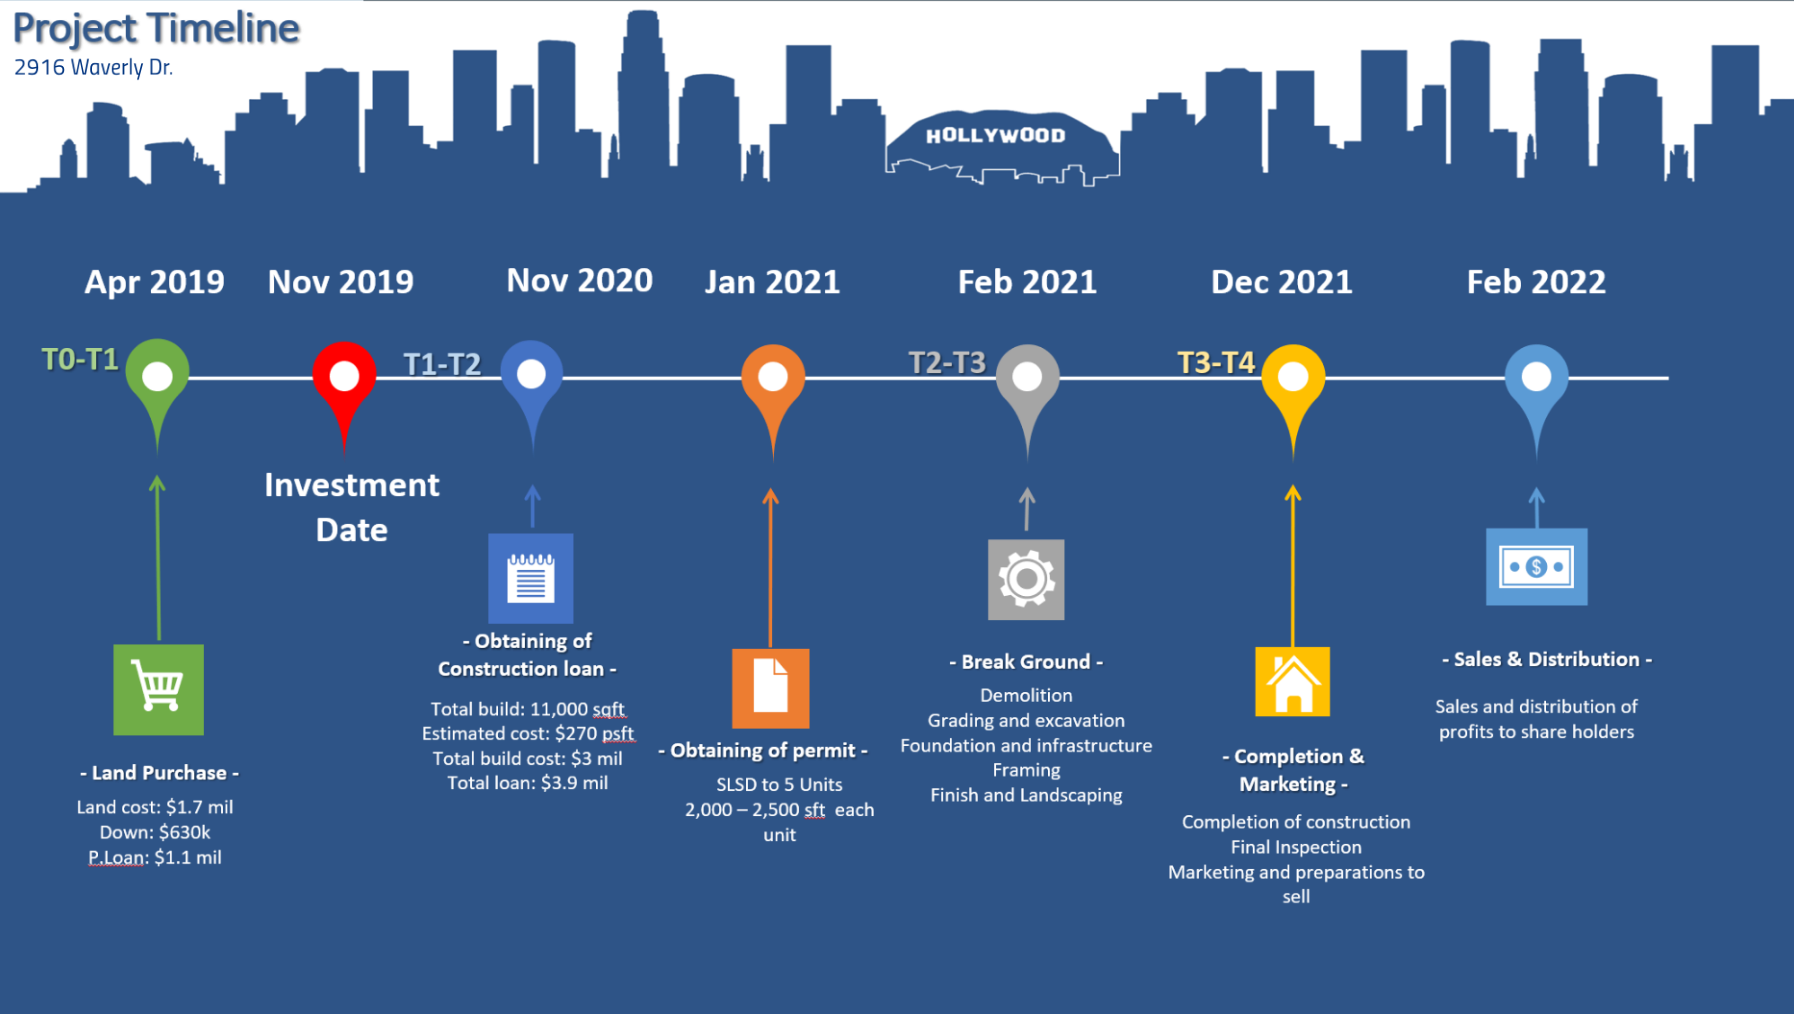 Project Timeline
2916 Waverly Dr.
HOLLYWOOD
Apr 2019
Nov 2019
Nov 2020
Jan 2021
Feb 2021
Dec 2021
Feb 2022
T0-T1
T1-T2
T2-T3
T3-T4
Investment
Date
- Land Purchase -
Land cost: $1.7 mil
Down: $630k
P.Loan: $1.1 mil
- Obtaining of
Construction loan -
Total build: 11,000 sqft
Estimated cost: $270 psft
Total build cost: $3 mil
Total loan: $3.9 mil
- Obtaining of permit -
SLSD to 5 Units
2,000 – 2,500 sft each
unit
- Break Ground -
Demolition
Grading and excavation
Foundation and infrastructure
Framing
Finish and Landscaping
- Completion &
Marketing -
Completion of construction
Final Inspection
Marketing and preparations to
sell
$
- Sales & Distribution -
Sales and distribution of
profits to share holders